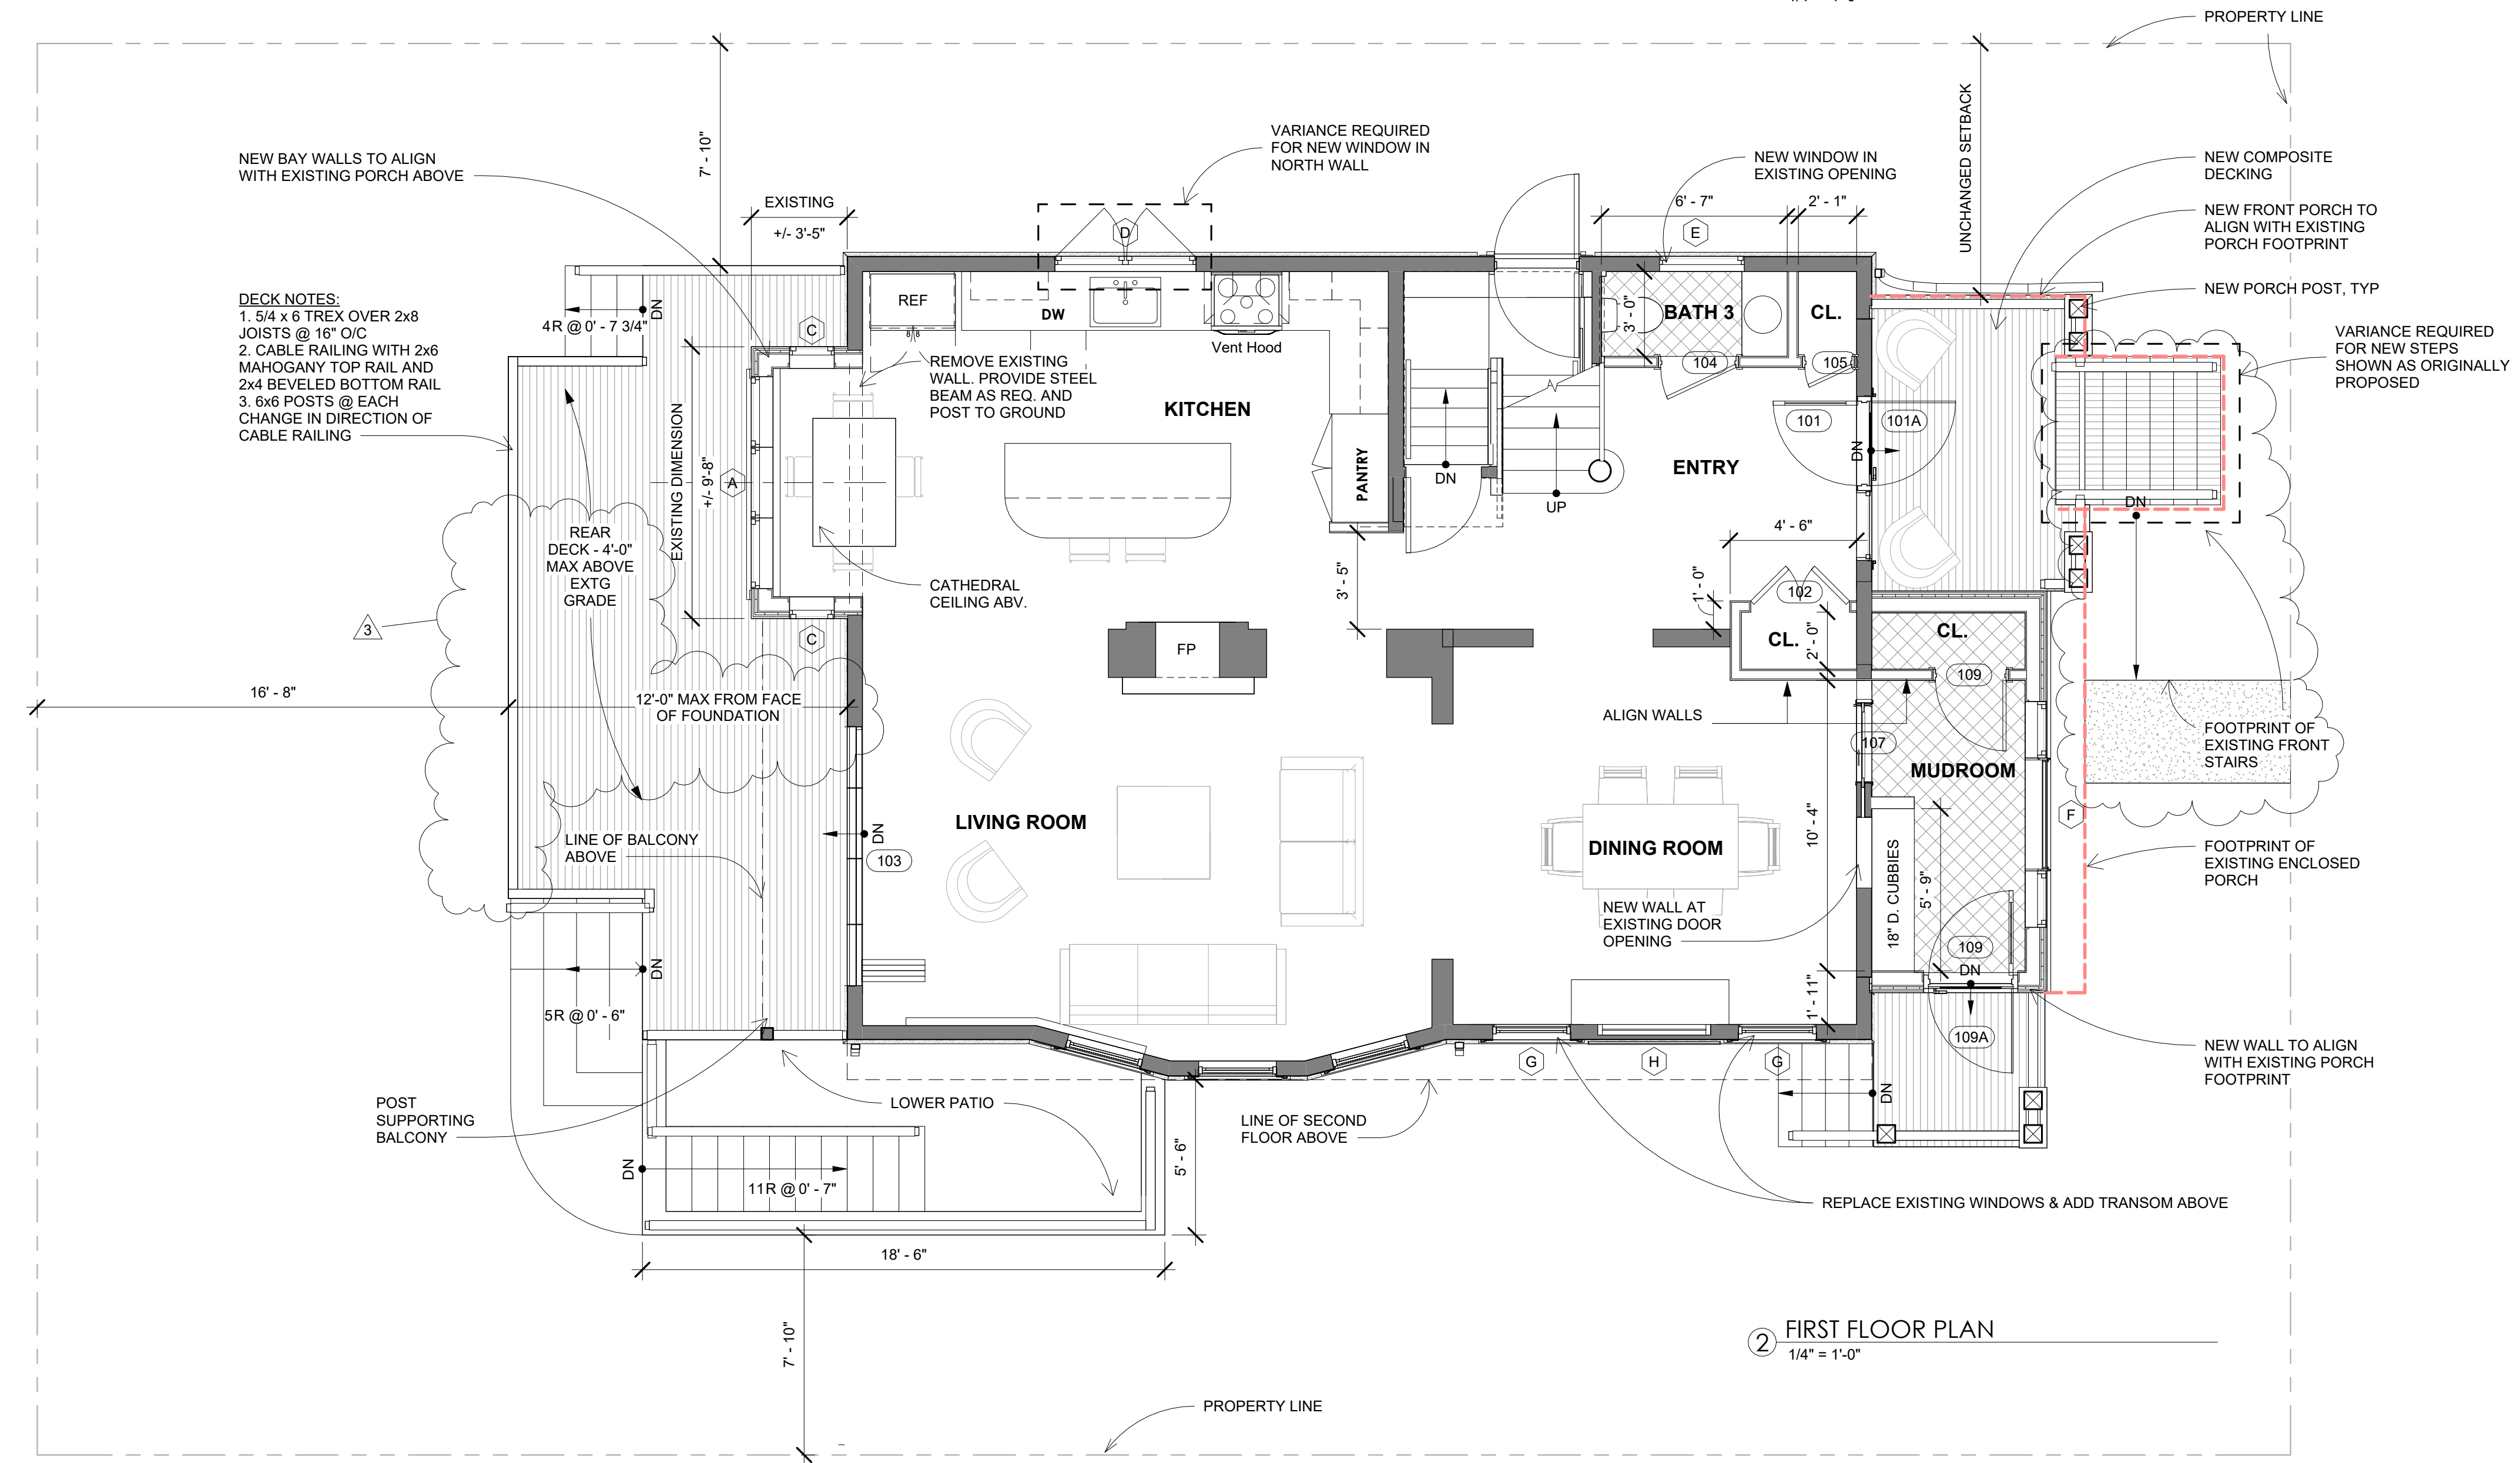 PROPERTY LINE
UNCHANGED SETBACK
7' - 10"
VARIANCE REQUIRED
FOR NEW WINDOW IN
NORTH WALL
NEW BAY WALLS TO ALIGN
WITH EXISTING PORCH ABOVE
NEW WINDOW IN
EXISTING OPENING
NEW COMPOSITE
DECKING
EXISTING
+/- 3'-5"
D
6' - 7"
2' - 1"
E
NEW FRONT PORCH TO
ALIGN WITH EXISTING
PORCH FOOTPRINT
NEW PORCH POST, TYP
DECK NOTES:
1. 5/4 x 6 TREX OVER 2x8
JOISTS @ 16" O/C
2. CABLE RAILING WITH 2x6
MAHOGANY TOP RAIL AND
2x4 BEVELED BOTTOM RAIL
3. 6x6 POSTS @ EACH
CHANGE IN DIRECTION OF
CABLE RAILING
DN
4R @ 0' - 7 3/4"
C
REF
DW
Vent Hood
3' - 0"
BATH 3
CL.
104
105
VARIANCE REQUIRED
FOR NEW STEPS
SHOWN AS ORIGINALLY
PROPOSED
REMOVE EXISTING
WALL. PROVIDE STEEL
BEAM AS REQ. AND
POST TO GROUND
KITCHEN
101
101A
DN
EXISTING DIMENSION
+/- 9'-8"
A
PANTRY
DN
UP
ENTRY
DN
REAR
DECK - 4'-0"
MAX ABOVE
EXTG
GRADE
4' - 6"
CATHEDRAL
CEILING ABV.
3' - 5"
1' - 0"
102
3
C
FP
CL.
2' - 0"
CL.
109
16' - 8"
12'-0" MAX FROM FACE
OF FOUNDATION
ALIGN WALLS
107
FOOTPRINT OF
EXISTING FRONT
STAIRS
MUDROOM
F
LIVING ROOM
DINING ROOM
10' - 4"
LINE OF BALCONY
ABOVE
DN
103
18" D. CUBBIES
5' - 9"
FOOTPRINT OF
EXISTING ENCLOSED
PORCH
NEW WALL AT
EXISTING DOOR
OPENING
109
DN
DN
5R @ 0' - 6"
1' - 11"
109A
G
H
G
NEW WALL TO ALIGN
WITH EXISTING PORCH
FOOTPRINT
POST
SUPPORTING
BALCONY
LOWER PATIO
LINE OF SECOND
FLOOR ABOVE
DN
DN
11R @ 0' - 7"
5' - 6"
REPLACE EXISTING WINDOWS & ADD TRANSOM ABOVE
18' - 6"
7' - 10"
2
FIRST FLOOR PLAN
1/4" = 1'-0"
PROPERTY LINE